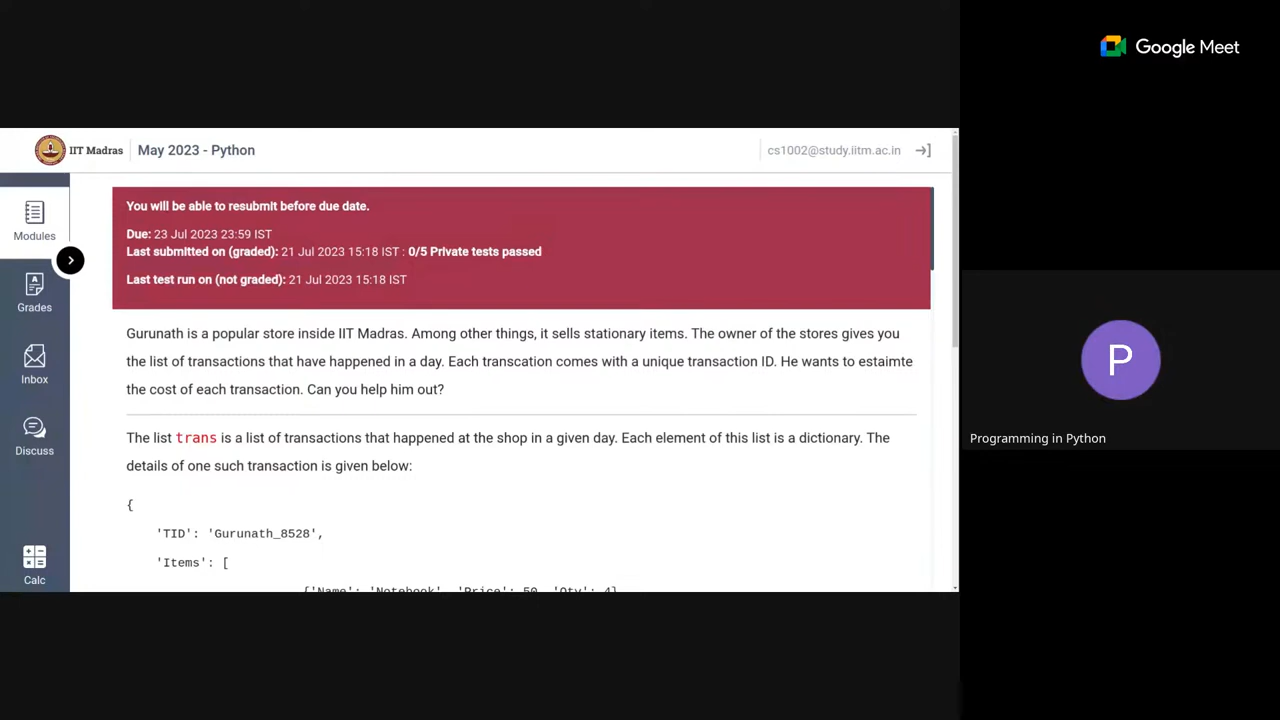 Google Meet
IIT Madras
May 2023 - Python
cs1002@study.iitm.ac.in
Modules
Grades
Inbox
Discuss
Calc
You will be able to resubmit before due date.
Due: 23 Jul 2023 23:59 IST
Last submitted on (graded): 21 Jul 2023 15:18 IST : 0/5 Private tests passed
Last test run on (not graded): 21 Jul 2023 15:18 IST
Gurunath is a popular store inside IIT Madras. Among other things, it sells stationary items. The owner of the stores gives you
the list of transactions that have happened in a day. Each transcation comes with a unique transaction ID. He wants to estaimte
the cost of each transaction. Can you help him out?
The list trans is a list of transactions that happened at the shop in a given day. Each element of this list is a dictionary. The
details of one such transaction is given below:
{
'TID': 'Gurunath_8528',
'Items': [
{'Name': 'Notebook', 'Price': 50, 'Qty': 4}
P
Programming in Python